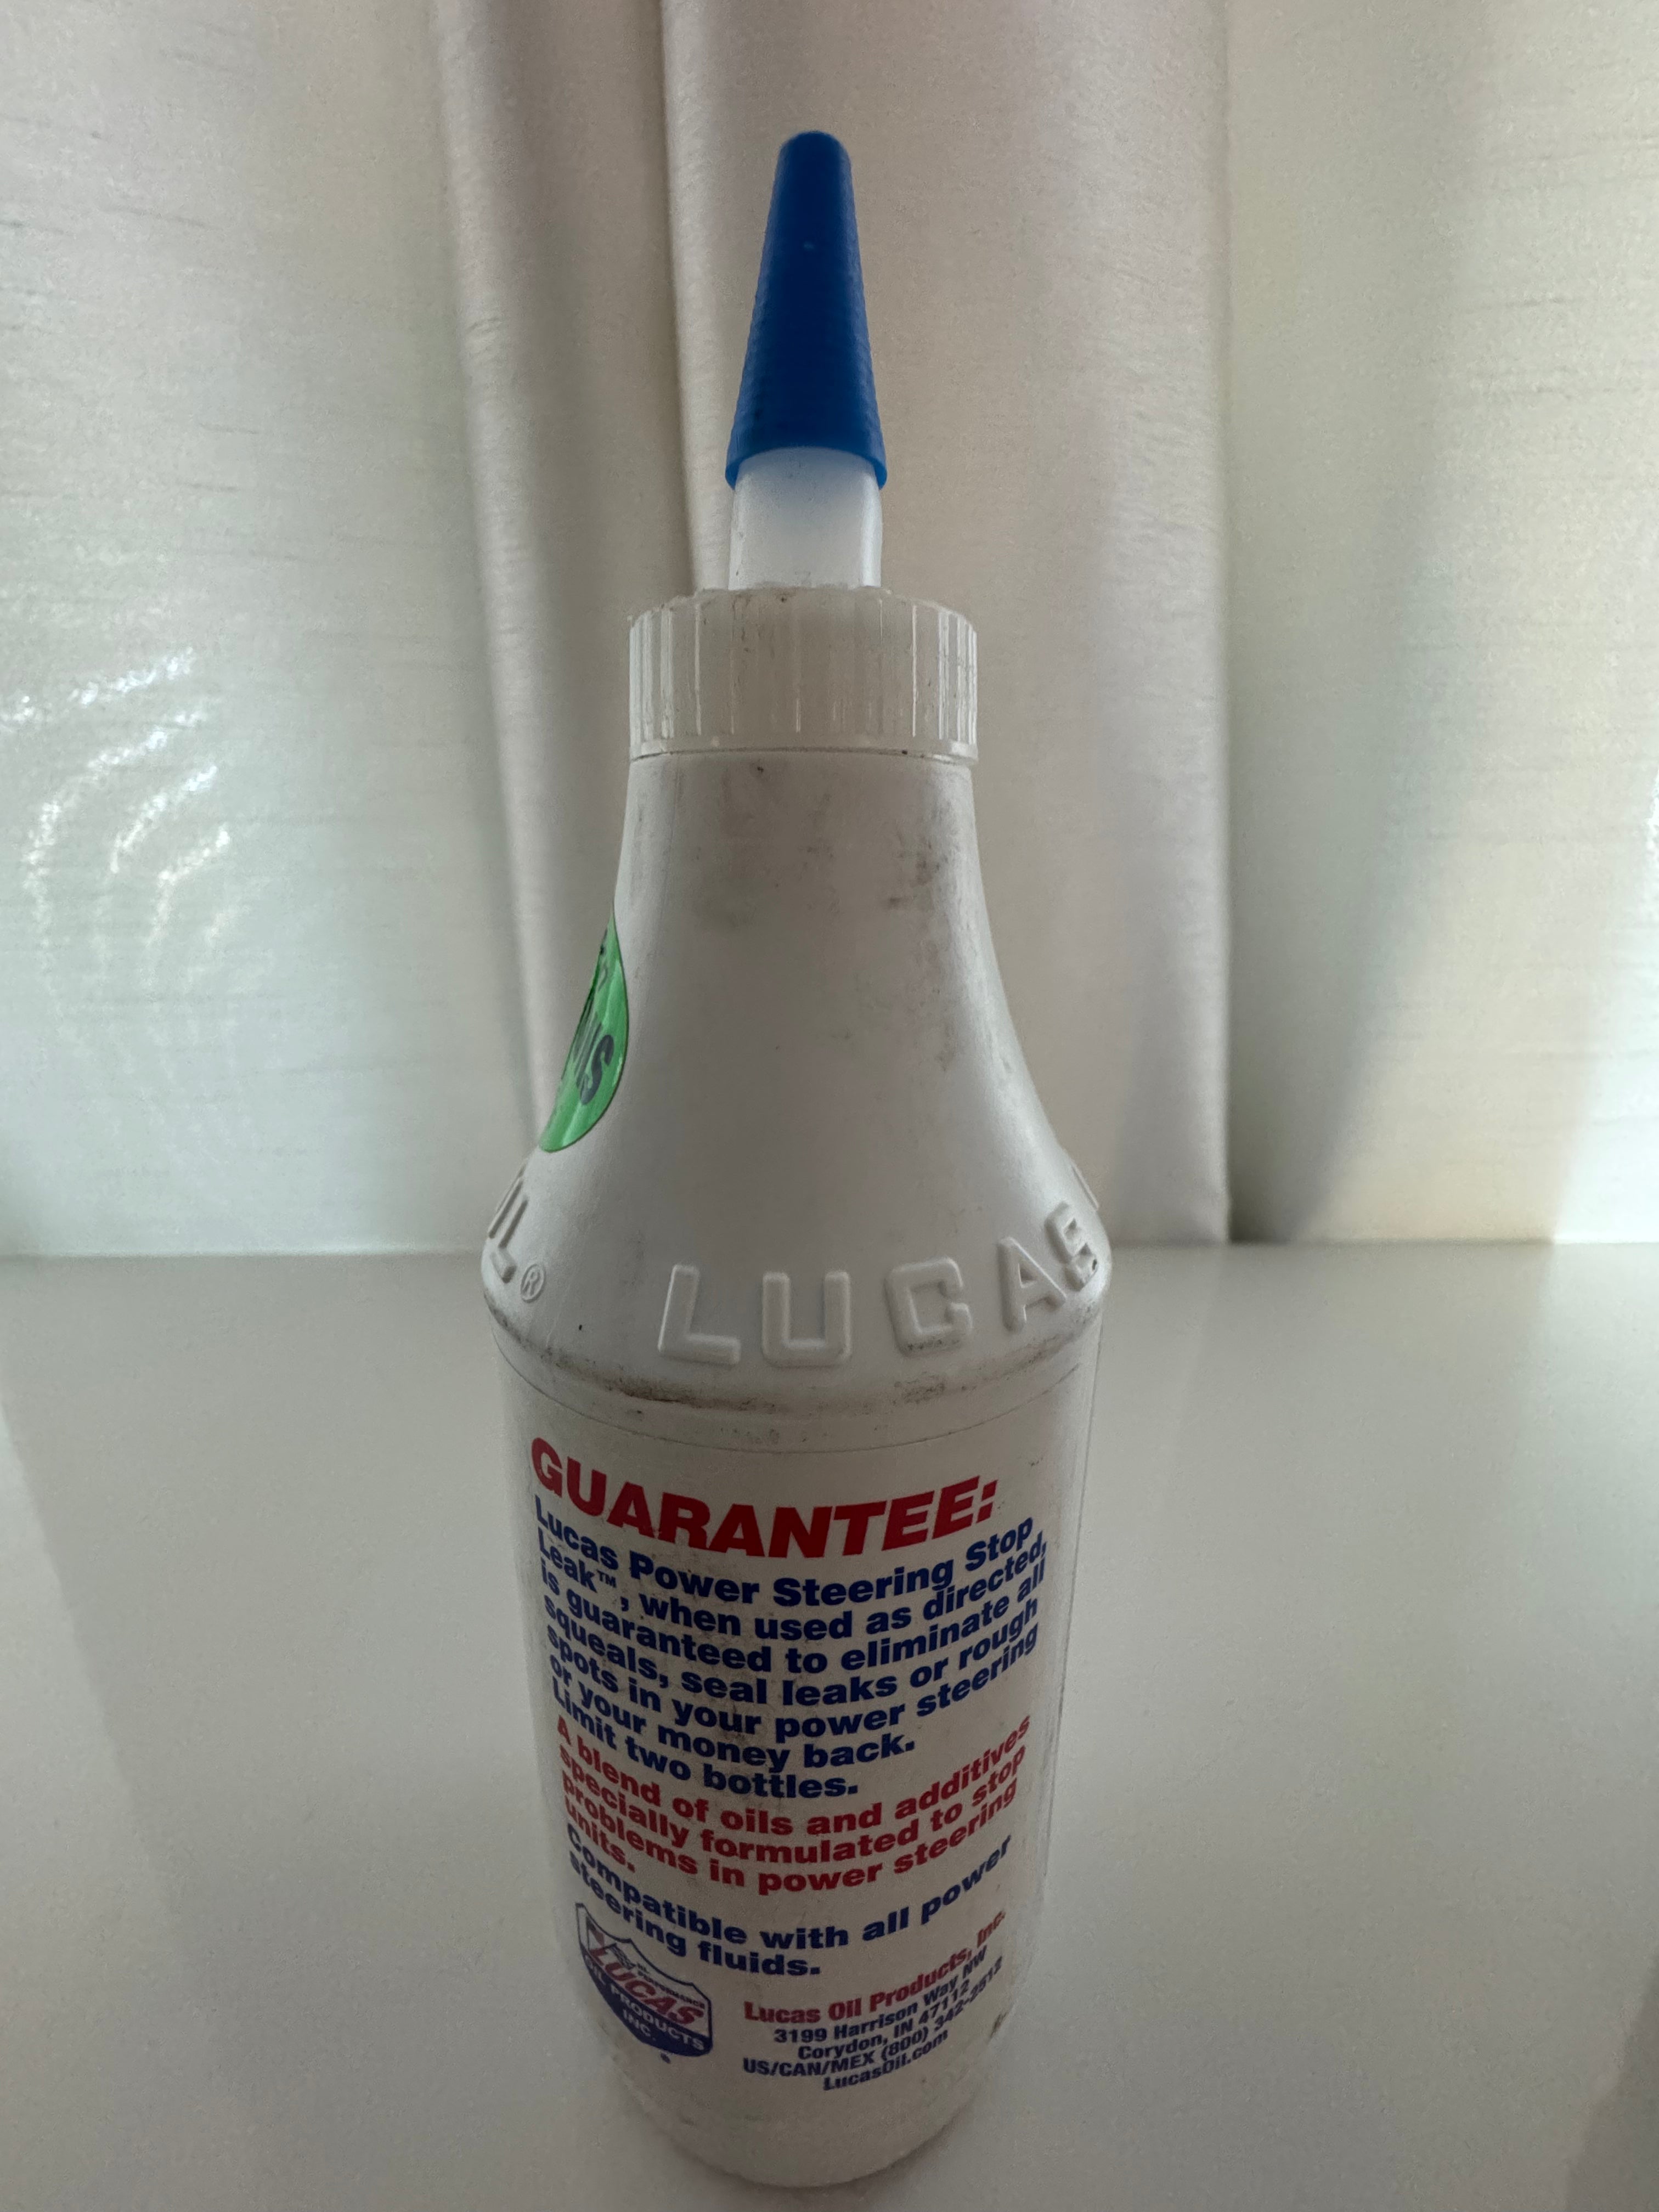 OIL® LUCAS
GUARANTEE:
Lucas Power Steering Stop
Leak™, when used as directed,
is guaranteed to eliminate all
squeals, seal leaks or rough
spots in your power steering
or your money back.
Limit two bottles.
A blend of oils and additives
specially formulated to stop
problems in power steering
units.
Compatible with all power
steering fluids.
LUCAS
OIL PRODUCTS
INC.
Lucas Oil Products, Inc.
3199 Harrison Way NW
Corydon, IN 47112
US/CAN/MEX (800) 342-2512
LucasOil.com